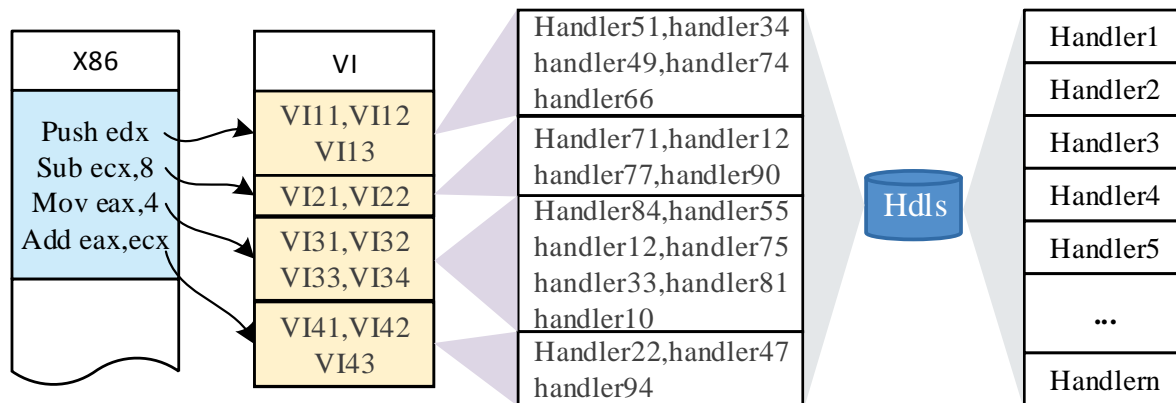 X86
Push edx
Sub ecx,8
Mov eax,4
Add eax,ecx
VI
VI11,VI12
VI13
VI21,VI22
VI31,VI32
VI33,VI34
VI41,VI42
VI43
Handler51,handler34
handler49,handler74
handler66
Handler71,handler12
handler77,handler90
Handler84,handler55
handler12,handler75
handler33,handler81
handler10
Handler22,handler47
handler94
Hdls
Handler1
Handler2
Handler3
Handler4
Handler5
...
Handlern